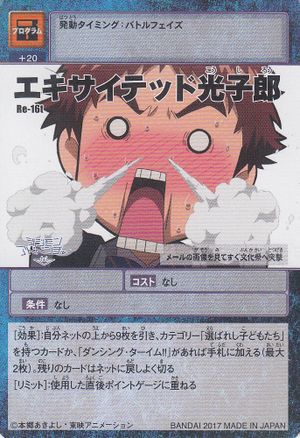 プログラム
発動タイミング：バトルフェイズ
+20
エキサイテッド光子郎
Re-161
メールの画像を見てすぐ文化祭へ突撃
コスト なし
条件 なし
[効果]:自分ネットの上から9枚を引き、カテゴリー「選ばれし子どもたち」
を持つカードか、「ダンシング・タイム!!」があれば手札に加える(最大
2枚)。残りのカードはネットに戻しよく切る
[リミット]:使用した直後ポイントゲージに重ねる
©本郷あきよし・東映アニメーション
BANDAI 2017 MADE IN JAPAN